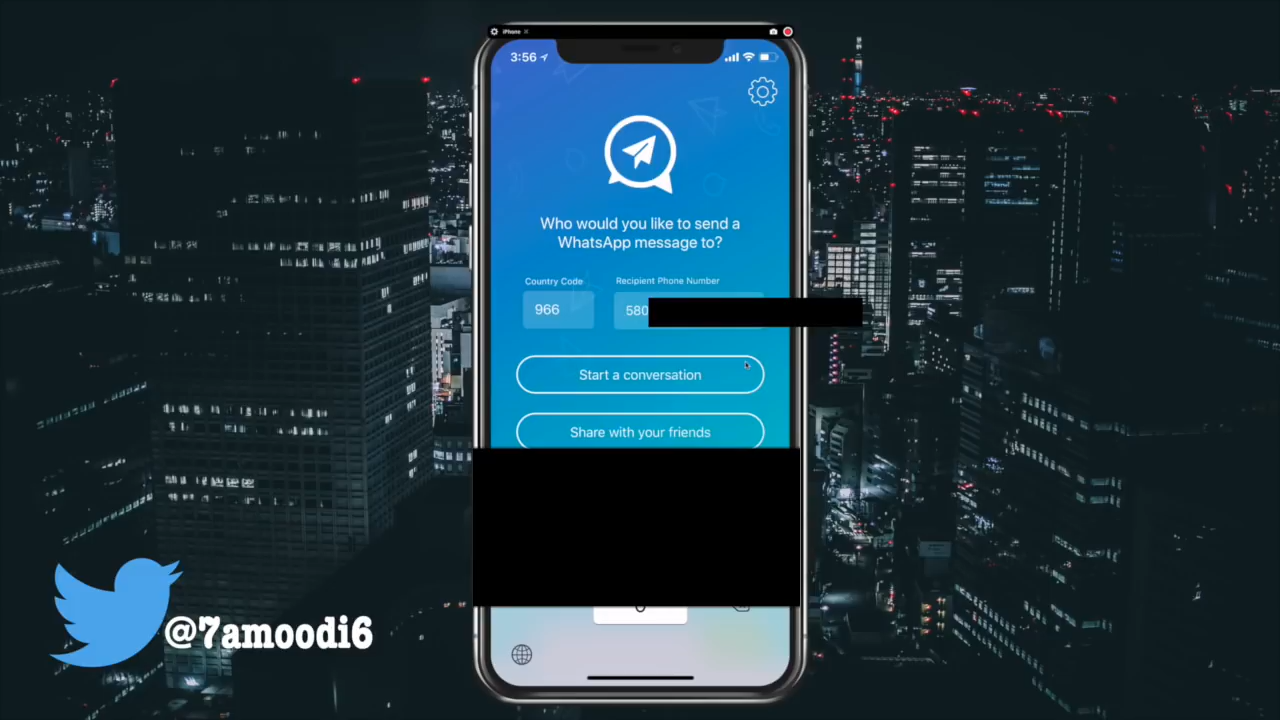 iPhone
3:56
Who would you like to send a
WhatsApp message to?
Country Code
Recipient Phone Number
966
580
Start a conversation
Share with your friends
@7amoodi6